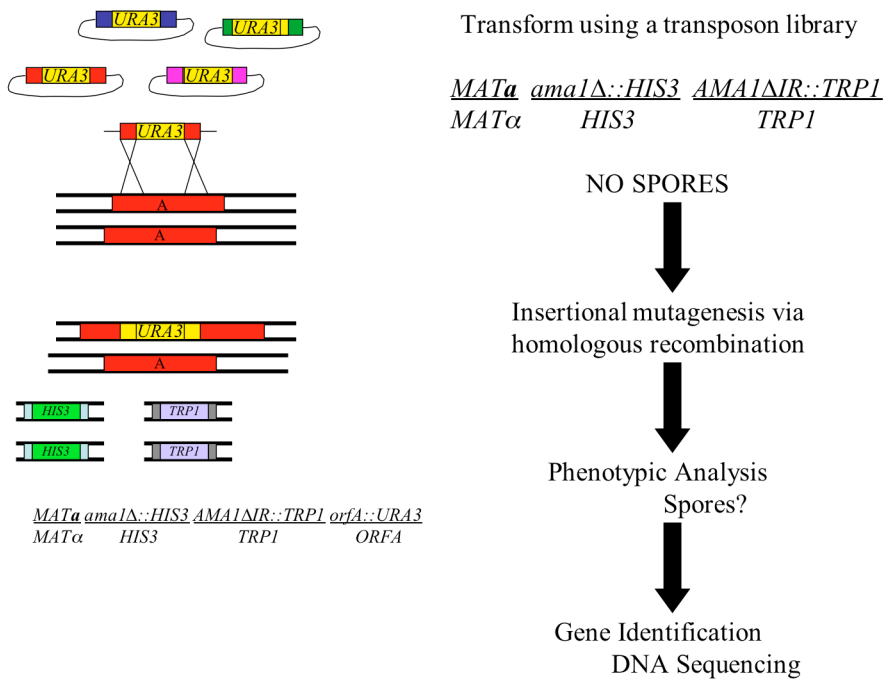 URA3
URA3
URA3
URA3
URA3
A
A
URA3
A
HIS3
TRP1
HIS3
TRP1
MATa ama1Δ::HIS3 AMA1ΔIR::TRP1 orfA::URA3
MATα HIS3 TRP1 ORFA
Transform using a transposon library
MATa ama1Δ::HIS3 AMA1ΔIR::TRP1
MATα HIS3 TRP1
NO SPORES
Insertional mutagenesis via
homologous recombination
Phenotypic Analysis
Spores?
Gene Identification
DNA Sequencing